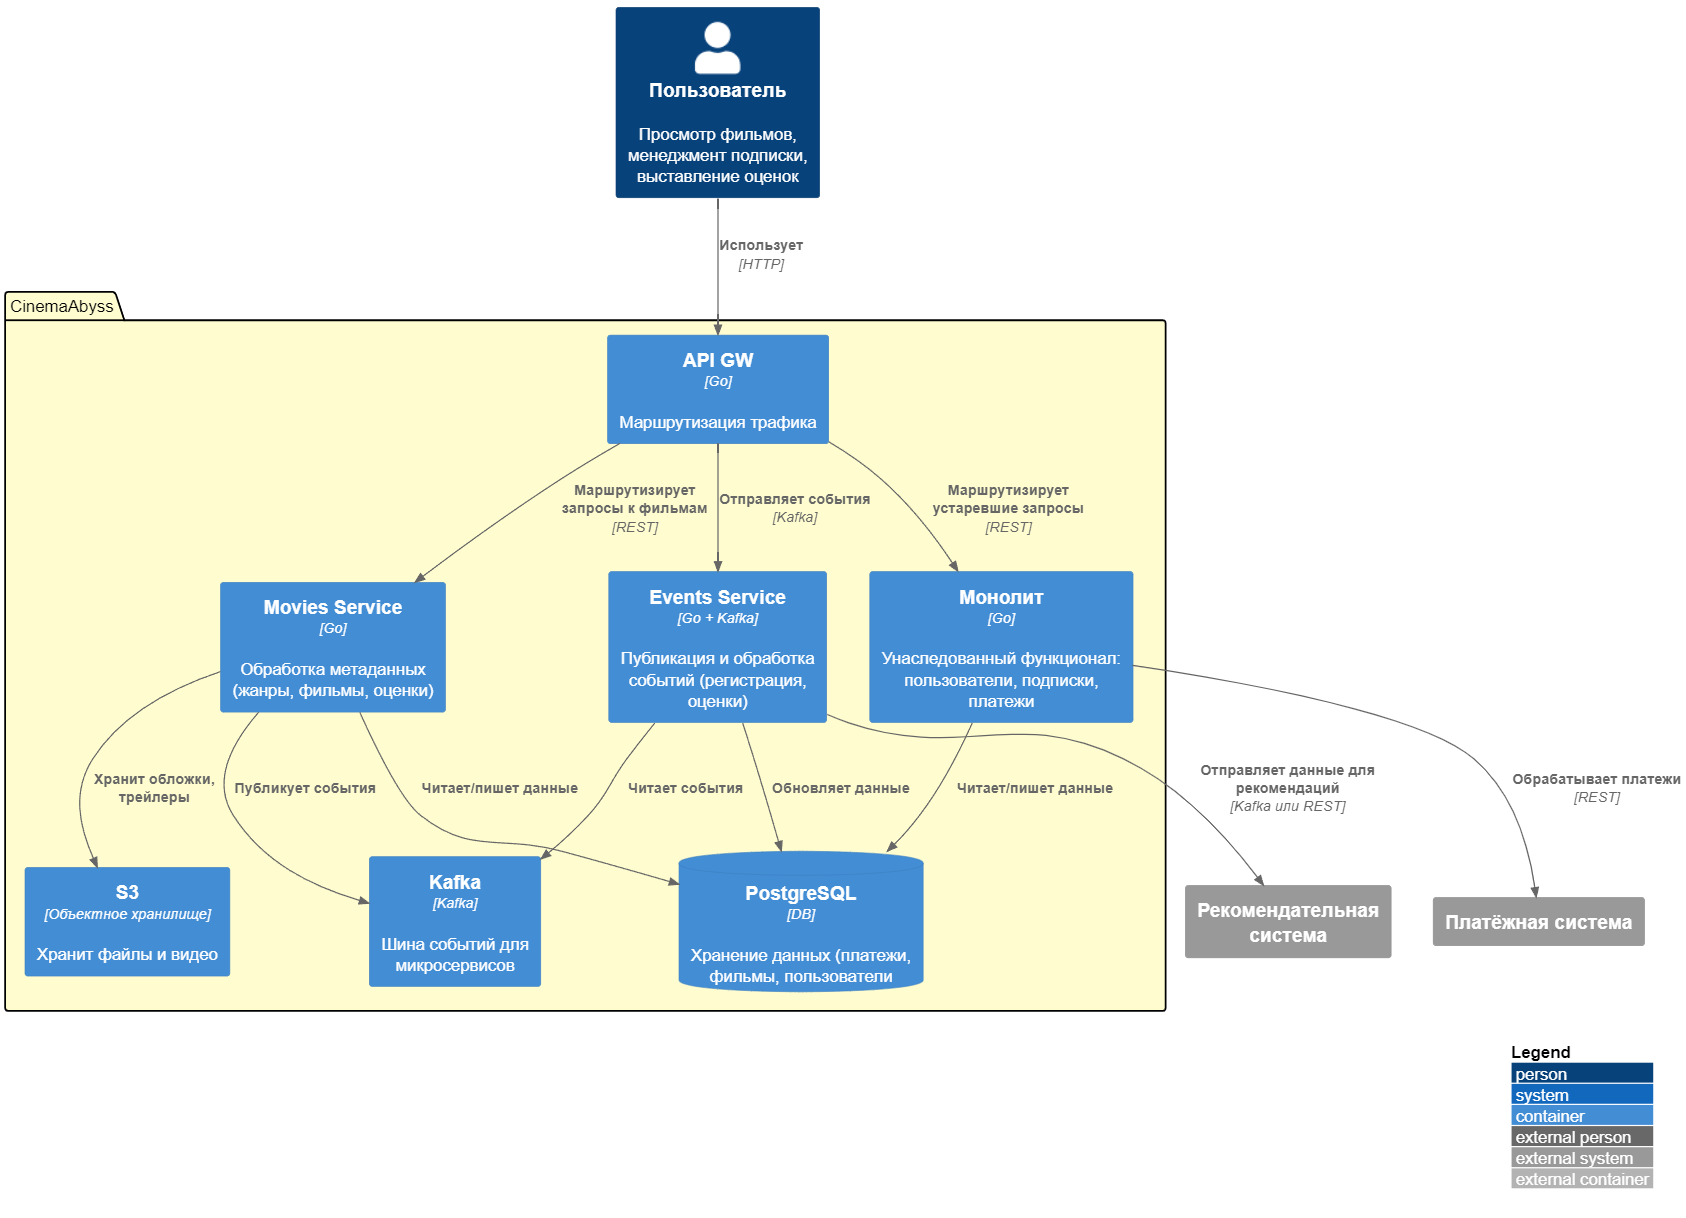 Пользователь
Просмотр фильмов,
менеджмент подписки,
выставление оценок
Использует
[HTTP]
CinemaAbyss
API GW
[Go]
Маршрутизация трафика
Маршрутизирует
запросы к фильмам
[REST]
Отправляет события
[Kafka]
Маршрутизирует
устаревшие запросы
[REST]
Movies Service
[Go]
Обработка метаданных
(жанры, фильмы, оценки)
Events Service
[Go + Kafka]
Публикация и обработка
событий (регистрация,
оценки)
Монолит
[Go]
Унаследованный функционал:
пользователи, подписки,
платежи
Хранит обложки,
трейлеры
Публикует события
Читает/пишет данные
Читает события
Обновляет данные
Читает/пишет данные
Отправляет данные для
рекомендаций
[Kafka или REST]
Обрабатывает платежи
[REST]
S3
[Объектное хранилище]
Хранит файлы и видео
Kafka
[Kafka]
Шина событий для
микросервисов
PostgreSQL
[DB]
Хранение данных (платежи,
фильмы, пользователи
Рекомендательная
система
Платёжная система
Legend
person
system
container
external person
external system
external container